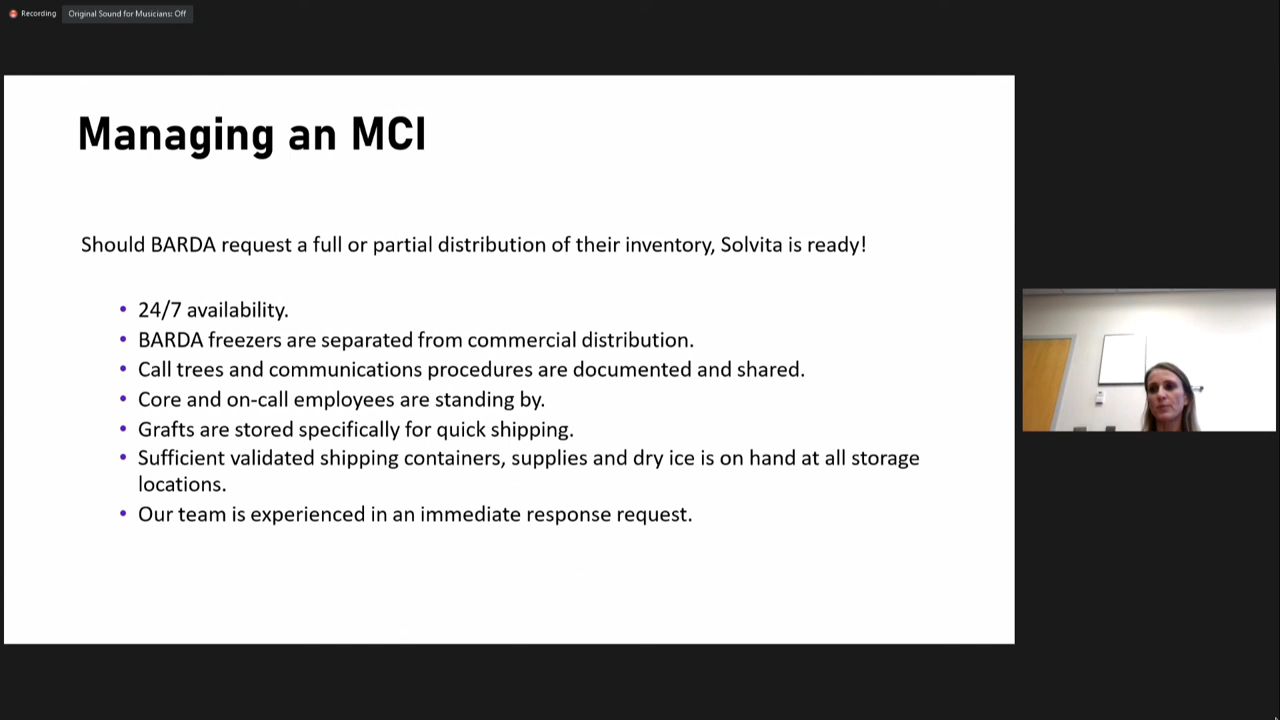 Recording
Original Sound for Musicians: Off
Managing an MCI
Should BARDA request a full or partial distribution of their inventory, Solvita is ready!
• 24/7 availability.
• BARDA freezers are separated from commercial distribution.
• Call trees and communications procedures are documented and shared.
• Core and on-call employees are standing by.
• Grafts are stored specifically for quick shipping.
• Sufficient validated shipping containers, supplies and dry ice is on hand at all storage
locations.
• Our team is experienced in an immediate response request.